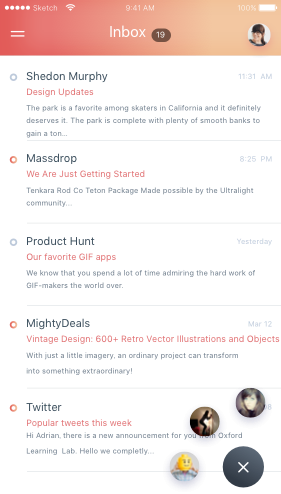 Sketch 9:41 AM 100%
Inbox 19
Shedon Murphy 11:31 AM
Design Updates
The park is a favorite among skaters in California and it definitely
deserves it. The park is complete with plenty of smooth banks to
gain a ton...
Massdrop 8:25 PM
We Are Just Getting Started
Tenkara Rod Co Teton Package Made possible by the Ultralight
community...
Product Hunt Yesterday
Our favorite GIF apps
We know that you spend a lot of time admiring the hard work of
GIF-makers the world over.
MightyDeals Mar 12
Vintage Design: 600+ Retro Vector Illustrations and Objects
With just a little imagery, an ordinary project can transform
into something extraordinary!
Twitter
Popular tweets this week
Hi Adrian, there is a new announcement for you from Oxford
Learning Lab. Hello we completly...